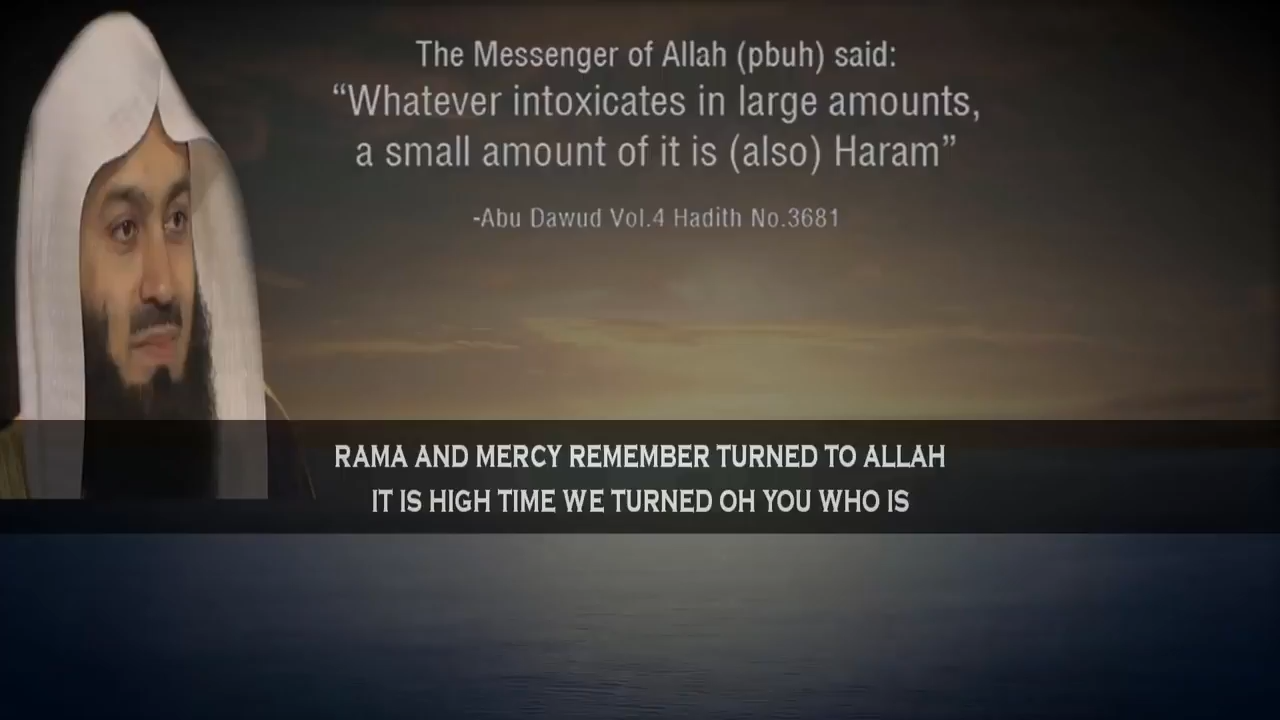 The Messenger of Allah (pbuh) said:
“Whatever intoxicates in large amounts,
a small amount of it is (also) Haram”
-Abu Dawud Vol.4 Hadith No.3681
RAMA AND MERCY REMEMBER TURNED TO ALLAH
IT IS HIGH TIME WE TURNED OH YOU WHO IS